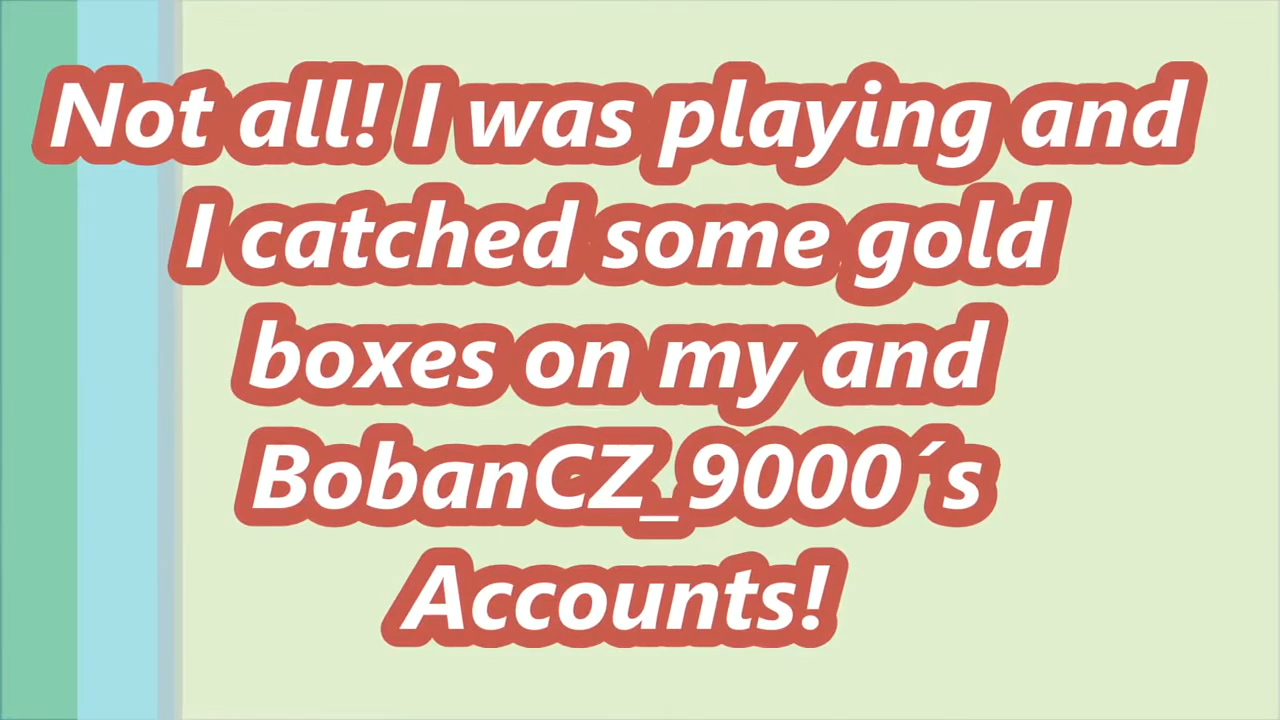 Not all! I was playing and
I catched some gold
boxes on my and
BobanCZ_9000´s
Accounts!